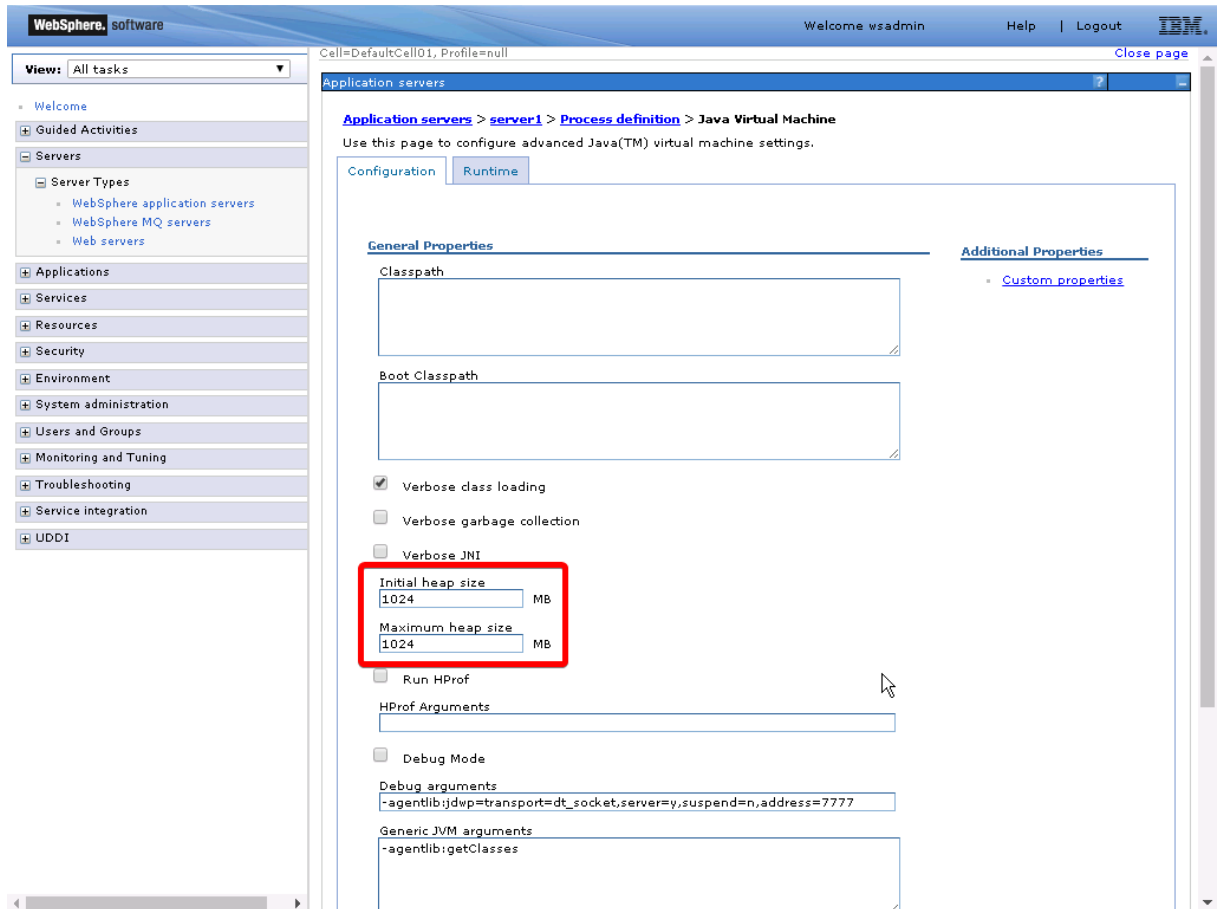 WebSphere. software
Welcome wsadmin
Help | Logout
IBM.
View: All tasks
Welcome
Guided Activities
Servers
Server Types
WebSphere application servers
WebSphere MQ servers
Web servers
Applications
Services
Resources
Security
Environment
System administration
Users and Groups
Monitoring and Tuning
Troubleshooting
Service integration
UDDI
Cell=DefaultCell01, Profile=null
Close page
Application servers
?
Application servers > server1 > Process definition > Java Virtual Machine
Use this page to configure advanced Java(TM) virtual machine settings.
Configuration
Runtime
General Properties
Classpath
Boot Classpath
Verbose class loading
Verbose garbage collection
Verbose JNI
Initial heap size
1024 MB
Maximum heap size
1024 MB
Run HProf
HProf Arguments
Debug Mode
Debug arguments
-agentlib:jdwp=transport=dt_socket,server=y,suspend=n,address=7777
Generic JVM arguments
-agentlib:getClasses
Additional Properties
Custom properties